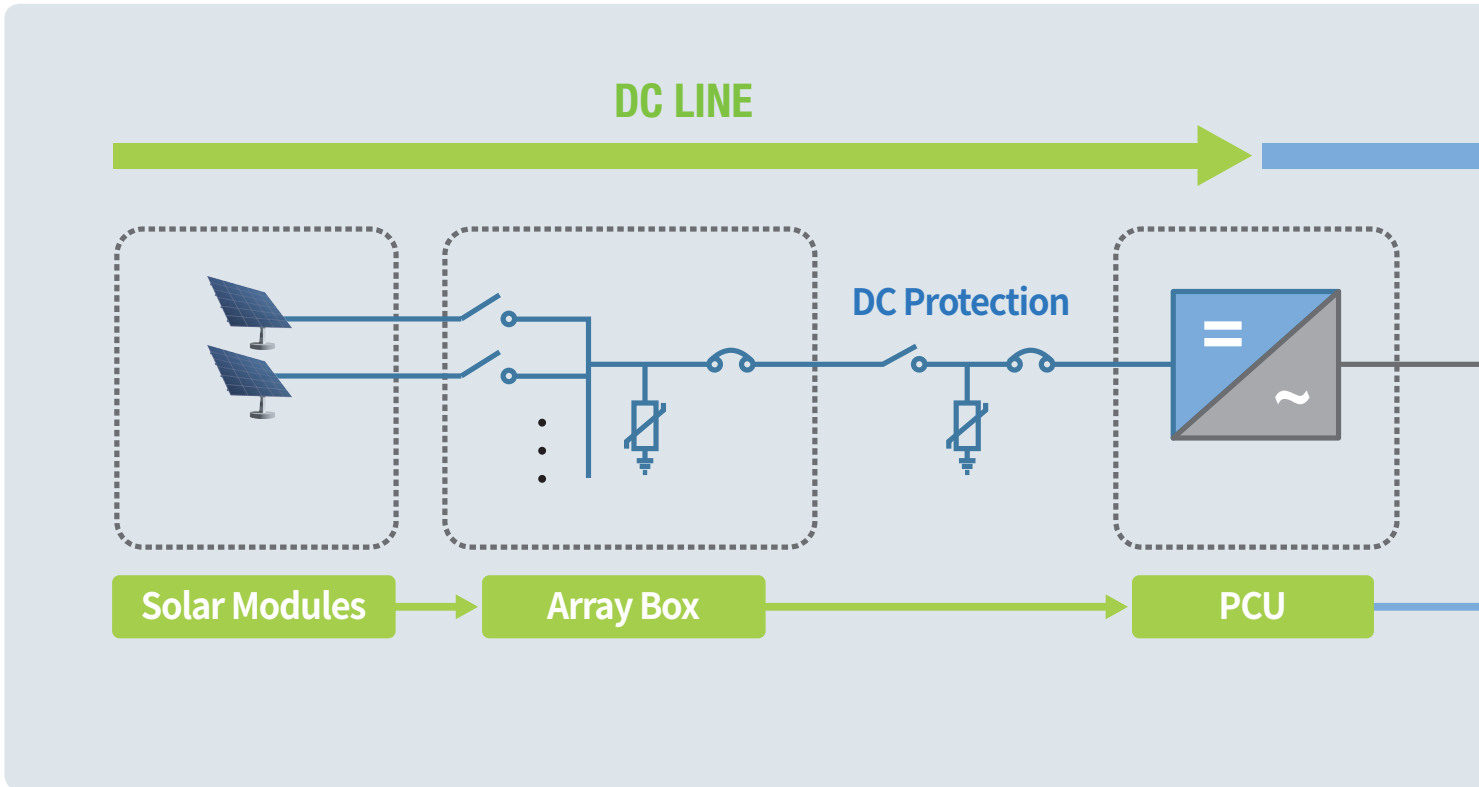 DC LINE
DC Protection
=
~
Solar Modules
Array Box
PCU